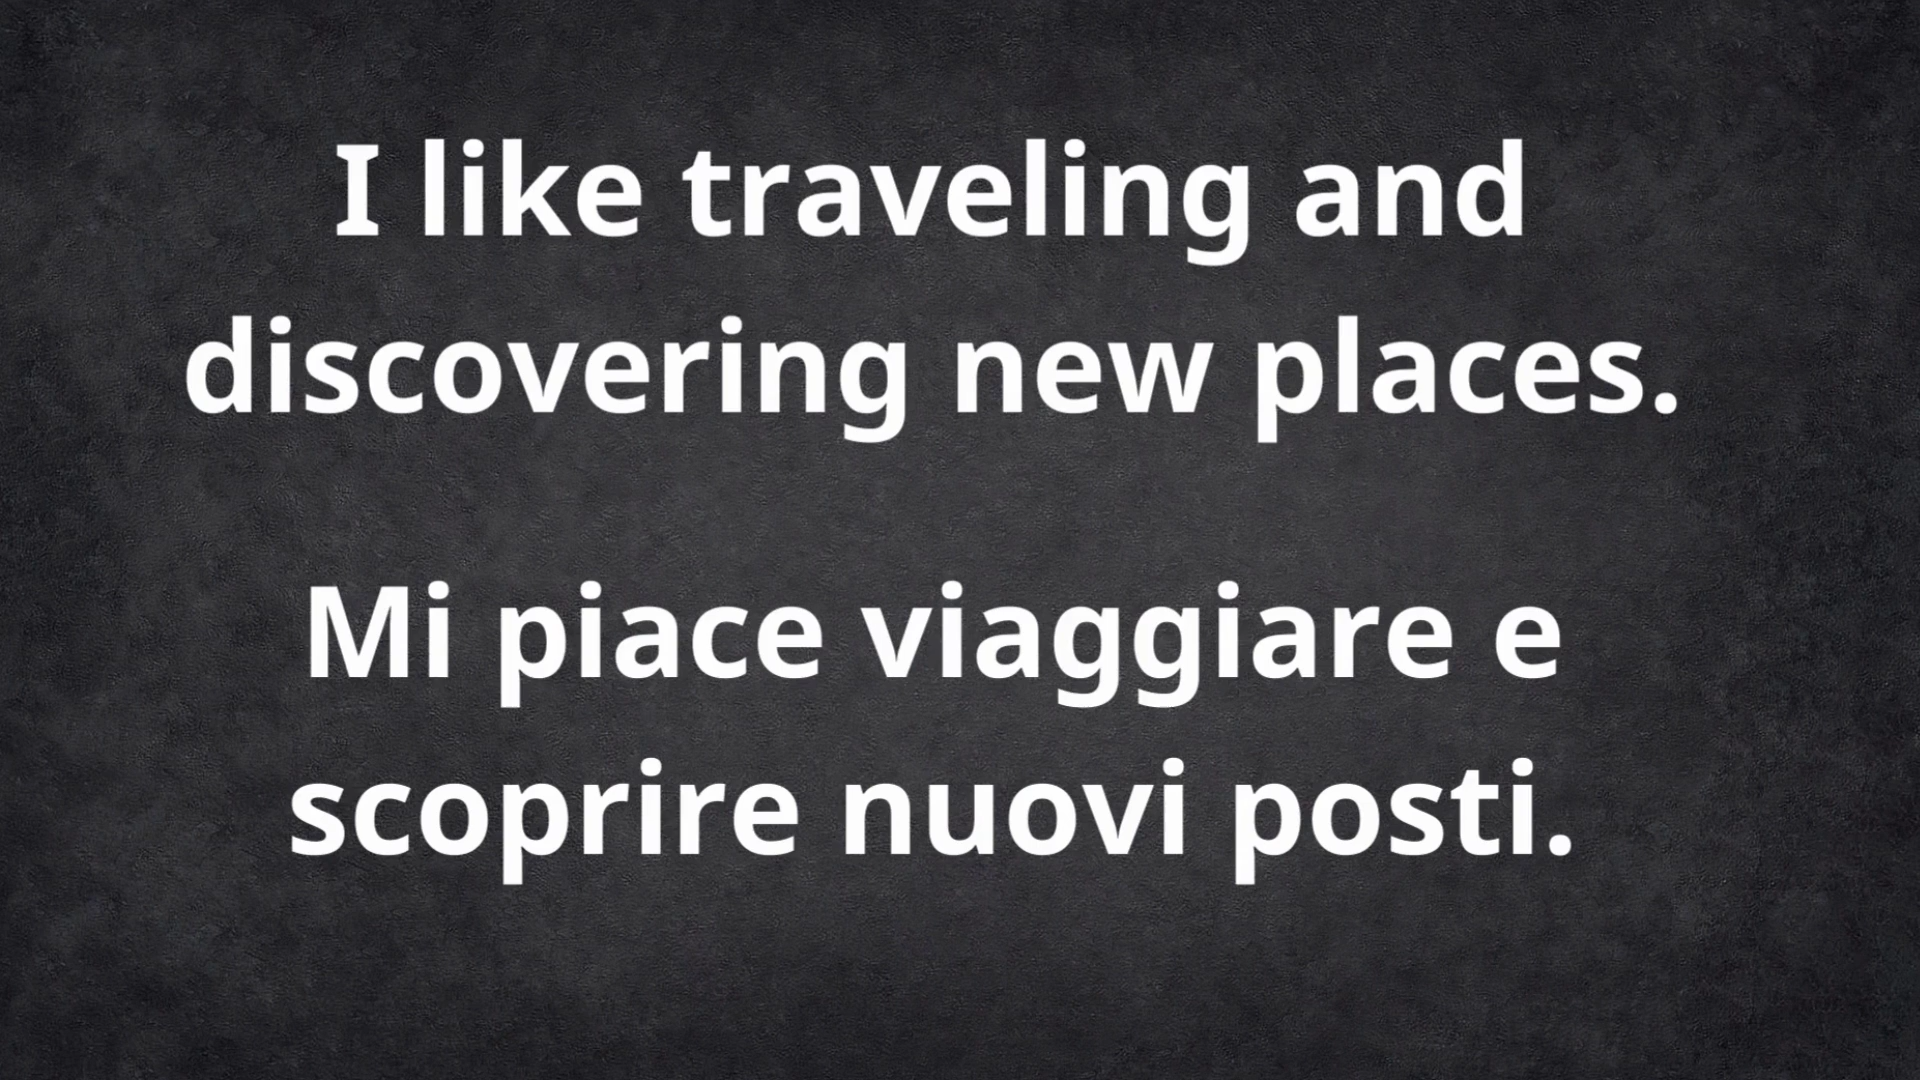 I like traveling and
discovering new places.
Mi piace viaggiare e
scoprire nuovi posti.